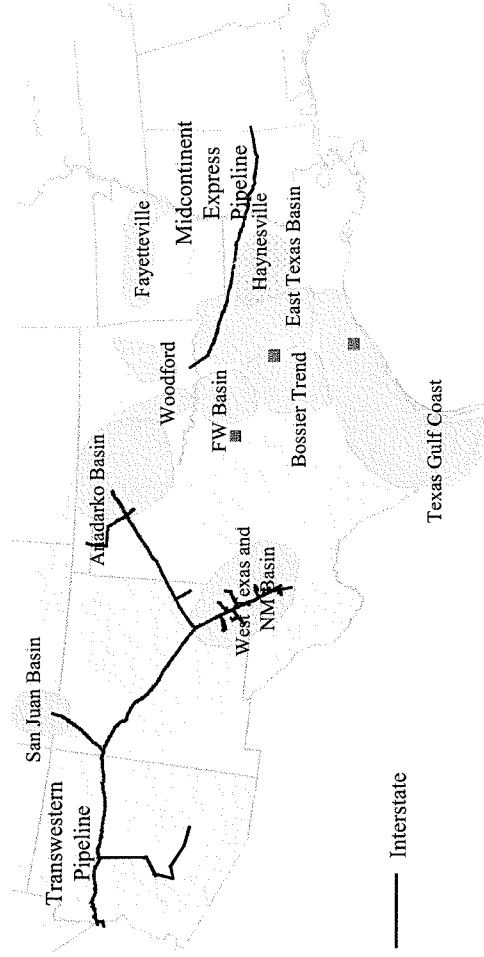 Transwestern
Pipeline
San Juan Basin
Anadarko Basin
West Texas and
NM Basin
Woodford
FW Basin
Fayetteville
Midcontinent
Express
Pipeline
Haynesville
East Texas Basin
Bossier Trend
Texas Gulf Coast
Interstate